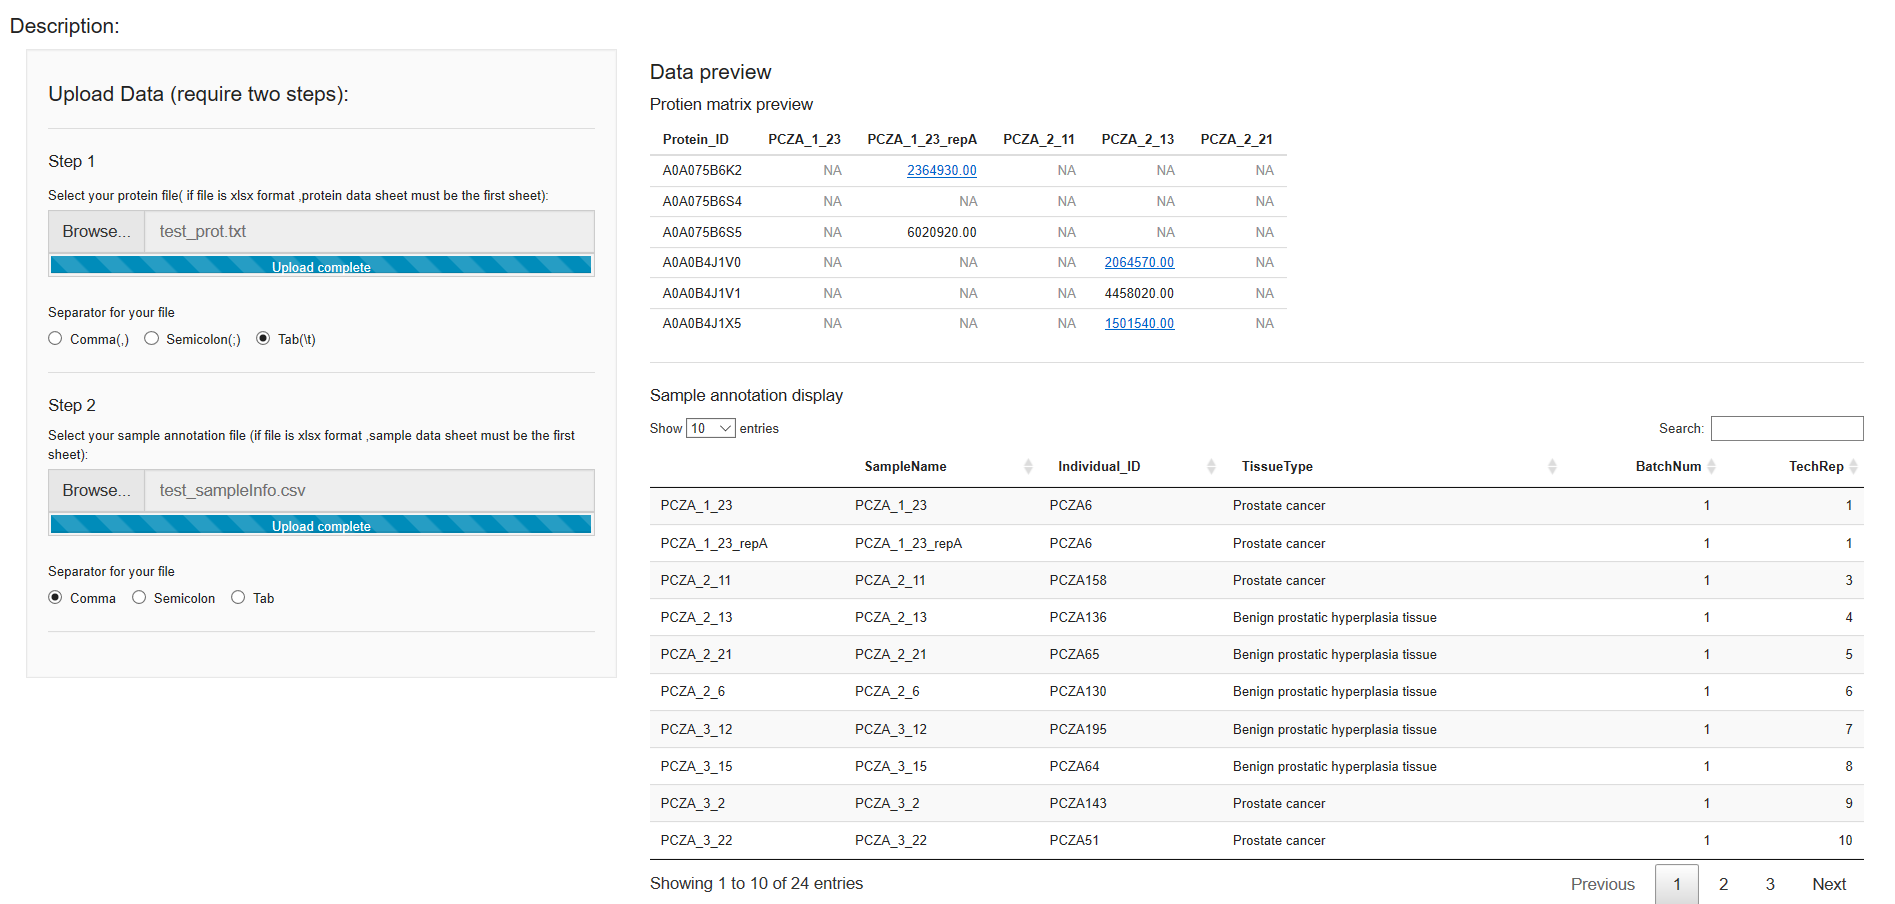 Description:
Upload Data (require two steps):
Step 1
Select your protein file( if file is xlsx format ,protein data sheet must be the first sheet):
Browse... test_prot.txt
Upload complete
Separator for your file
Comma(,) Semicolon(;) Tab(\t)
Step 2
Select your sample annotation file (if file is xlsx format ,sample data sheet must be the first
sheet):
Browse... test_sampleInfo.csv
Upload complete
Separator for your file
Comma Semicolon Tab
Data preview
Protien matrix preview
Protein_ID PCZA_1_23 PCZA_1_23_repA PCZA_2_11 PCZA_2_13 PCZA_2_21
A0A075B6K2 NA 2364930.00 NA NA NA
A0A075B6S4 NA NA NA NA NA
A0A075B6S5 NA 6020920.00 NA NA NA
A0A0B4J1V0 NA NA NA 2064570.00 NA
A0A0B4J1V1 NA NA NA 4458020.00 NA
A0A0B4J1X5 NA NA NA 1501540.00 NA
Sample annotation display
Show 10 entries Search:
SampleName Individual_ID TissueType BatchNum TechRep
PCZA_1_23 PCZA_1_23 PCZA6 Prostate cancer 1 1
PCZA_1_23_repA PCZA_1_23_repA PCZA6 Prostate cancer 1 1
PCZA_2_11 PCZA_2_11 PCZA158 Prostate cancer 1 3
PCZA_2_13 PCZA_2_13 PCZA136 Benign prostatic hyperplasia tissue 1 4
PCZA_2_21 PCZA_2_21 PCZA65 Benign prostatic hyperplasia tissue 1 5
PCZA_2_6 PCZA_2_6 PCZA130 Benign prostatic hyperplasia tissue 1 6
PCZA_3_12 PCZA_3_12 PCZA195 Benign prostatic hyperplasia tissue 1 7
PCZA_3_15 PCZA_3_15 PCZA64 Benign prostatic hyperplasia tissue 1 8
PCZA_3_2 PCZA_3_2 PCZA143 Prostate cancer 1 9
PCZA_3_22 PCZA_3_22 PCZA51 Prostate cancer 1 10
Showing 1 to 10 of 24 entries Previous 1 2 3 Next